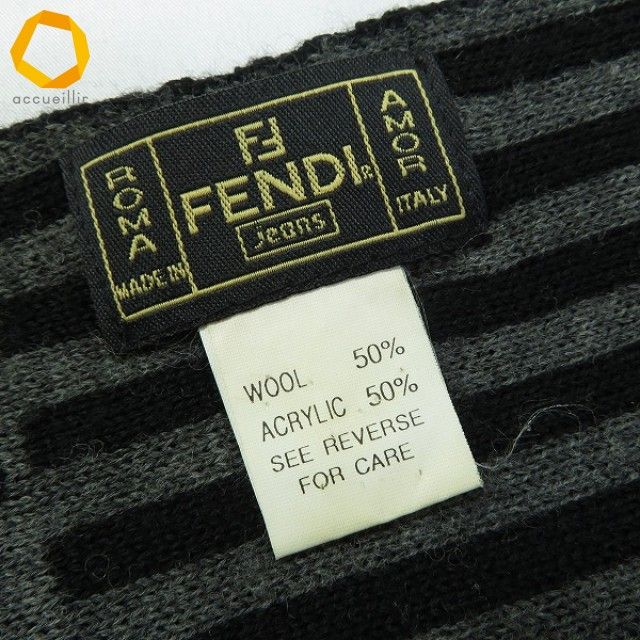 accueillir
ROMA
MADE IN
FF
FENDI
jeans
AMOR
ITALY
WOOL 50%
ACRYLIC 50%
SEE REVERSE
FOR CARE